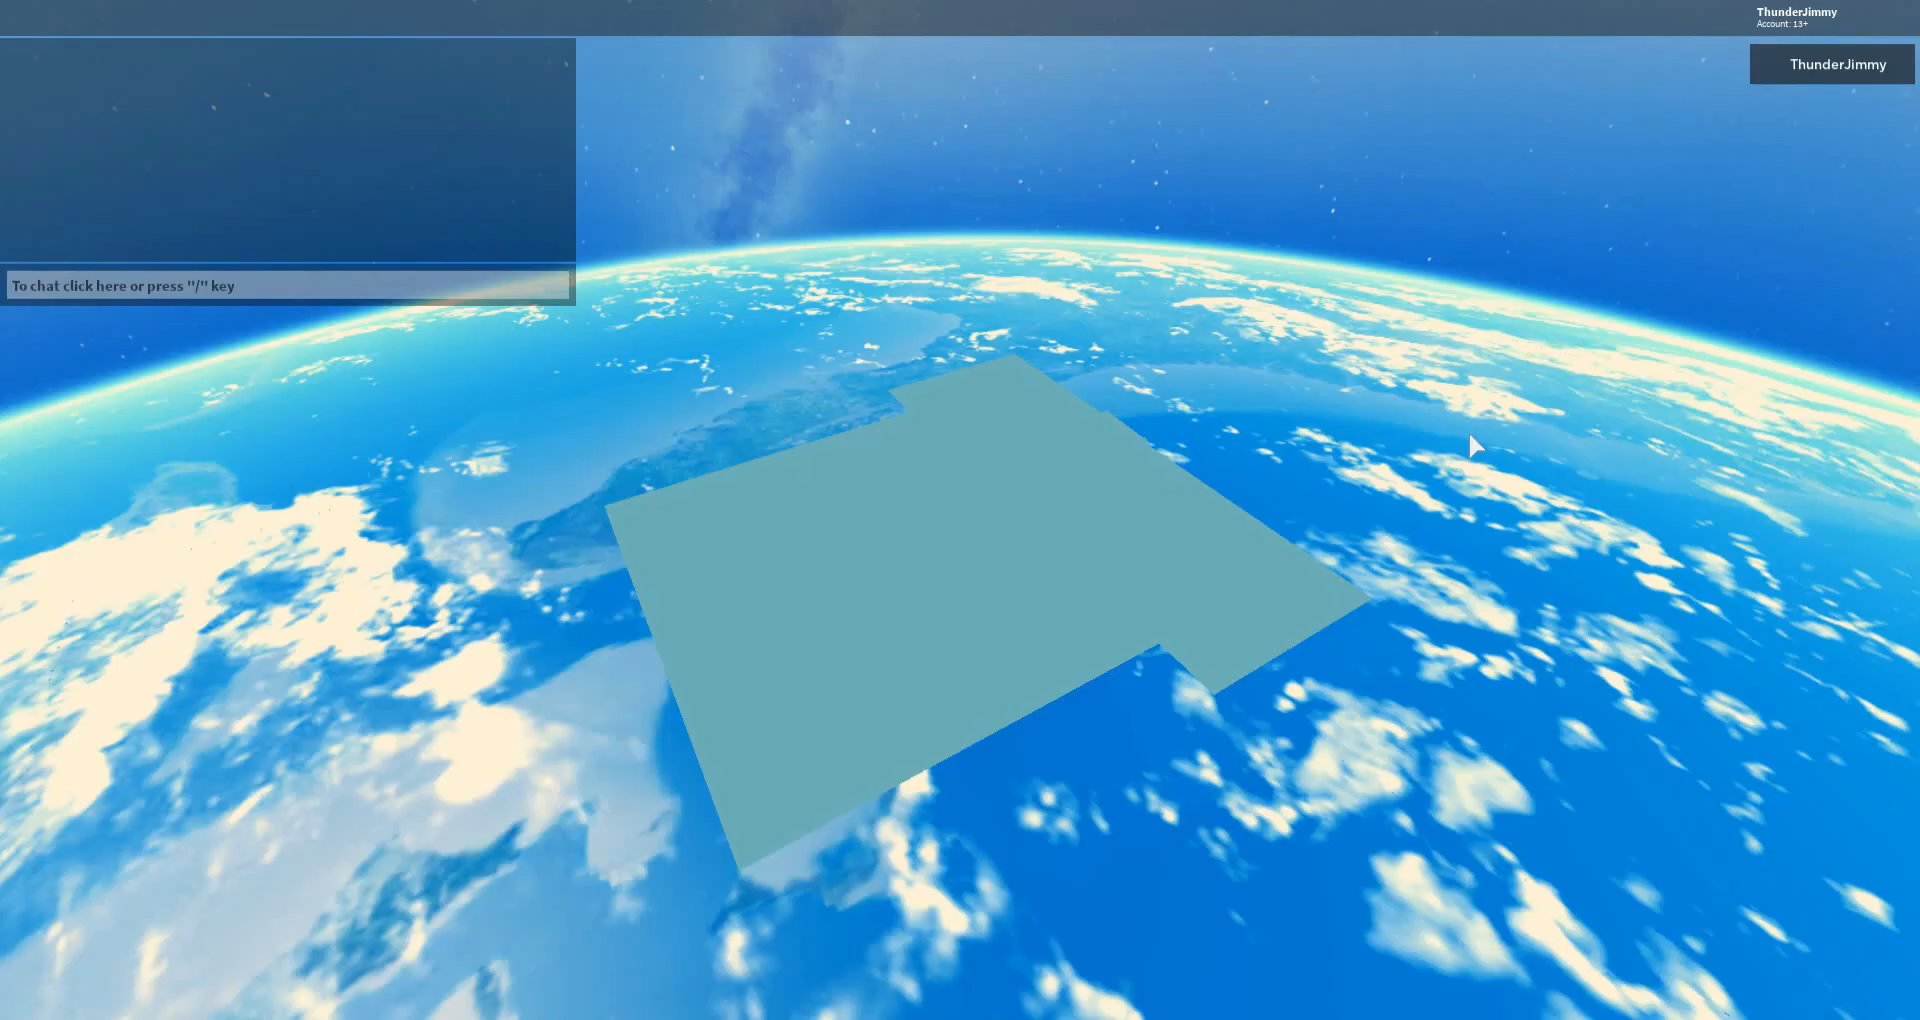 ThunderJimmy
Account: 13+
ThunderJimmy
To chat click here or press "/" key